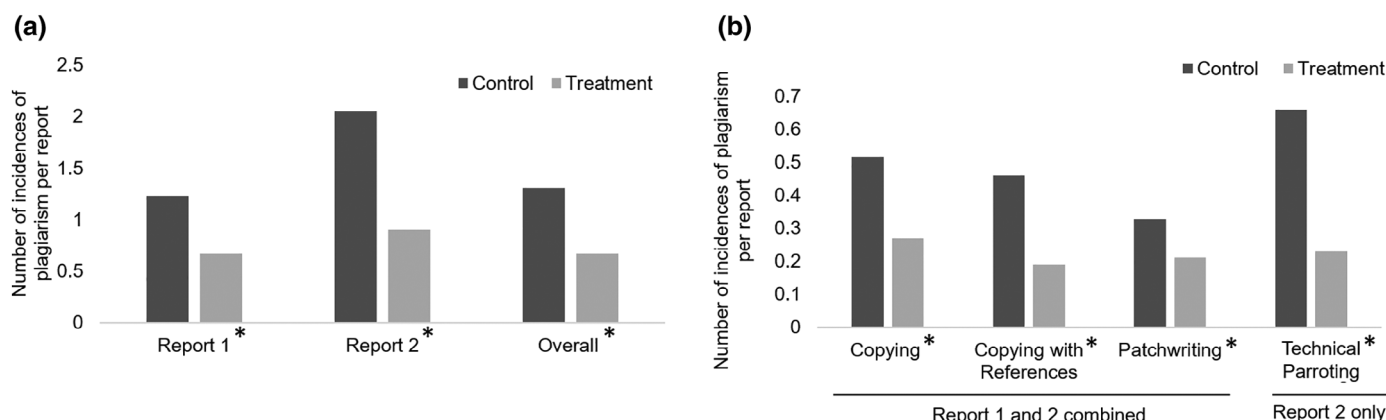 (a)
Number of incidences of
plagiarism per report
2.5
2
1.5
1
0.5
0
Control Treatment
Report 1 * Report 2 * Overall *
(b)
Number of incidences of plagiarism
per report
0.7
0.6
0.5
0.4
0.3
0.2
0.1
0
Control Treatment
Copying * Copying with * Patchwriting * Technical *
References Parroting
Report 1 and 2 combined Report 2 only